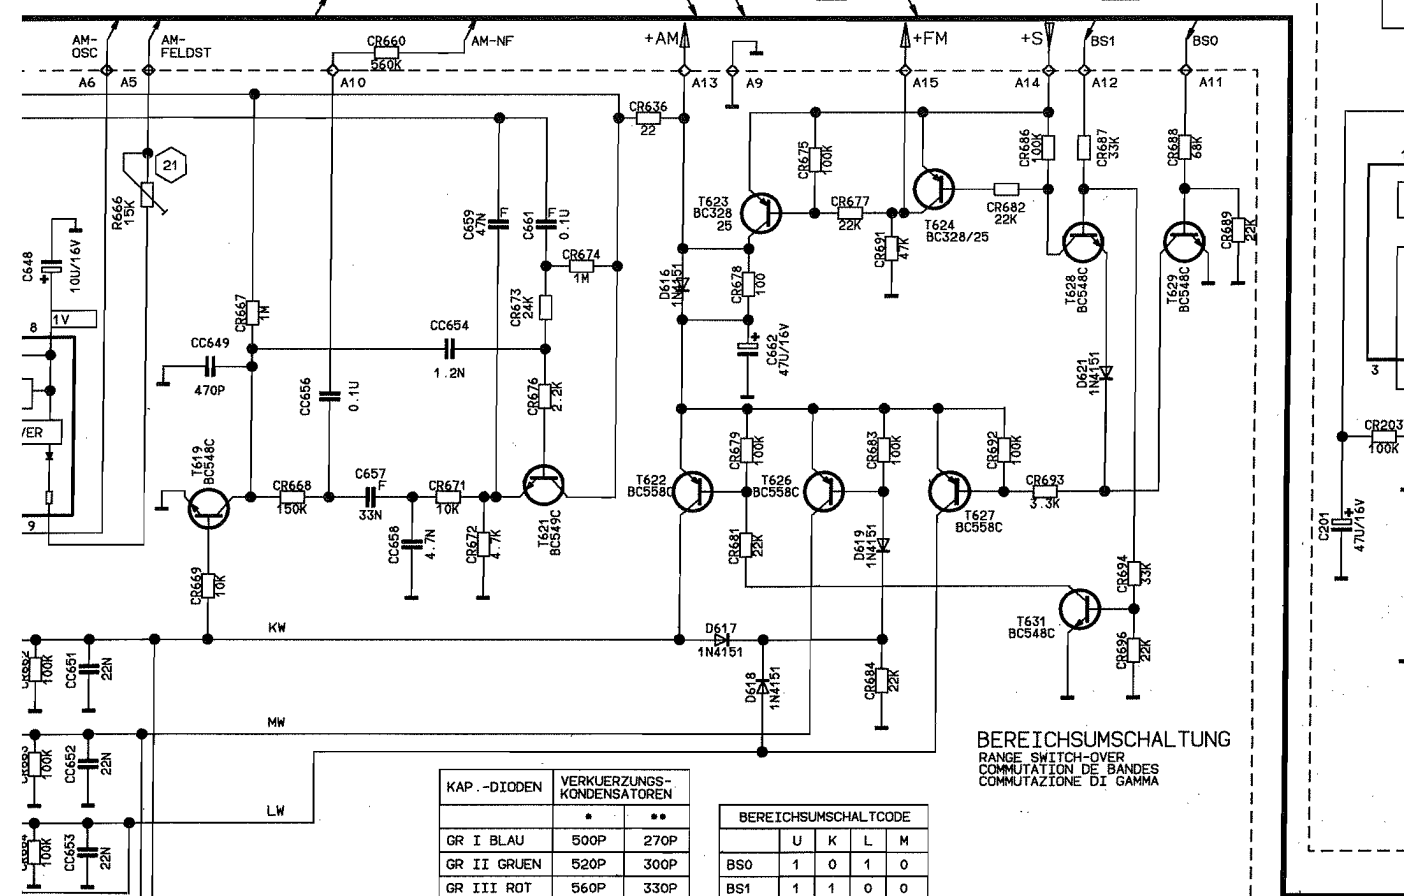 AM-
OSC
AM-
FELDST
CR660
560K
AM-NF
+AM
+FM
+S
BS1
BS0
A6
A5
A10
A13
A9
A15
A14
A12
A11
CR636
22
21
R666
15K
C659
47N
F
C661
0.1U
F
CR674
1M
CR673
24K
T623
BC328
25
CR675
100K
CR677
22K
T624
BC328/25
CR682
22K
CR686
100K
CR687
33K
CR688
68K
CR689
22K
CR691
47K
T628
BC548C
T629
BC548C
C648
10U/16V
1V
8
CR667
1M
CC649
470P
CC654
1.2N
CC656
0.1U
CR676
2.2K
D616
1N4151
CR678
100
C662
47U/16V
D621
1N4151
3
VER
9
T619
BC548C
CR668
150K
C657
F
33N
CR671
10K
CC658
4.7N
CR672
4.7K
T621
BC549C
T622
BC558C
CR679
100K
T626
BC558C
CR683
100K
CR692
100K
CR693
3.3K
T627
BC558C
CR681
22K
D619
1N4151
CR203
100K
C201
47U/16V
CR669
10K
CR694
33K
T631
BC548C
CR696
22K
KW
D617
1N4151
D618
1N4151
CR684
22K
100K
CC651
22N
MW
100K
CC652
22N
LW
100K
CC653
22N
BEREICHSUMSCHALTUNG
RANGE SWITCH-OVER
COMMUTATION DE BANDES
COMMUTAZIONE DI GAMMA
KAP.-DIODEN
VERKUERZUNGS-
KONDENSATOREN
* **
GR I BLAU 500P 270P
GR II GRUEN 520P 300P
GR III ROT 560P 330P
BEREICHSUMSCHALTCODE
U K L M
BS0 1 0 1 0
BS1 1 1 0 0